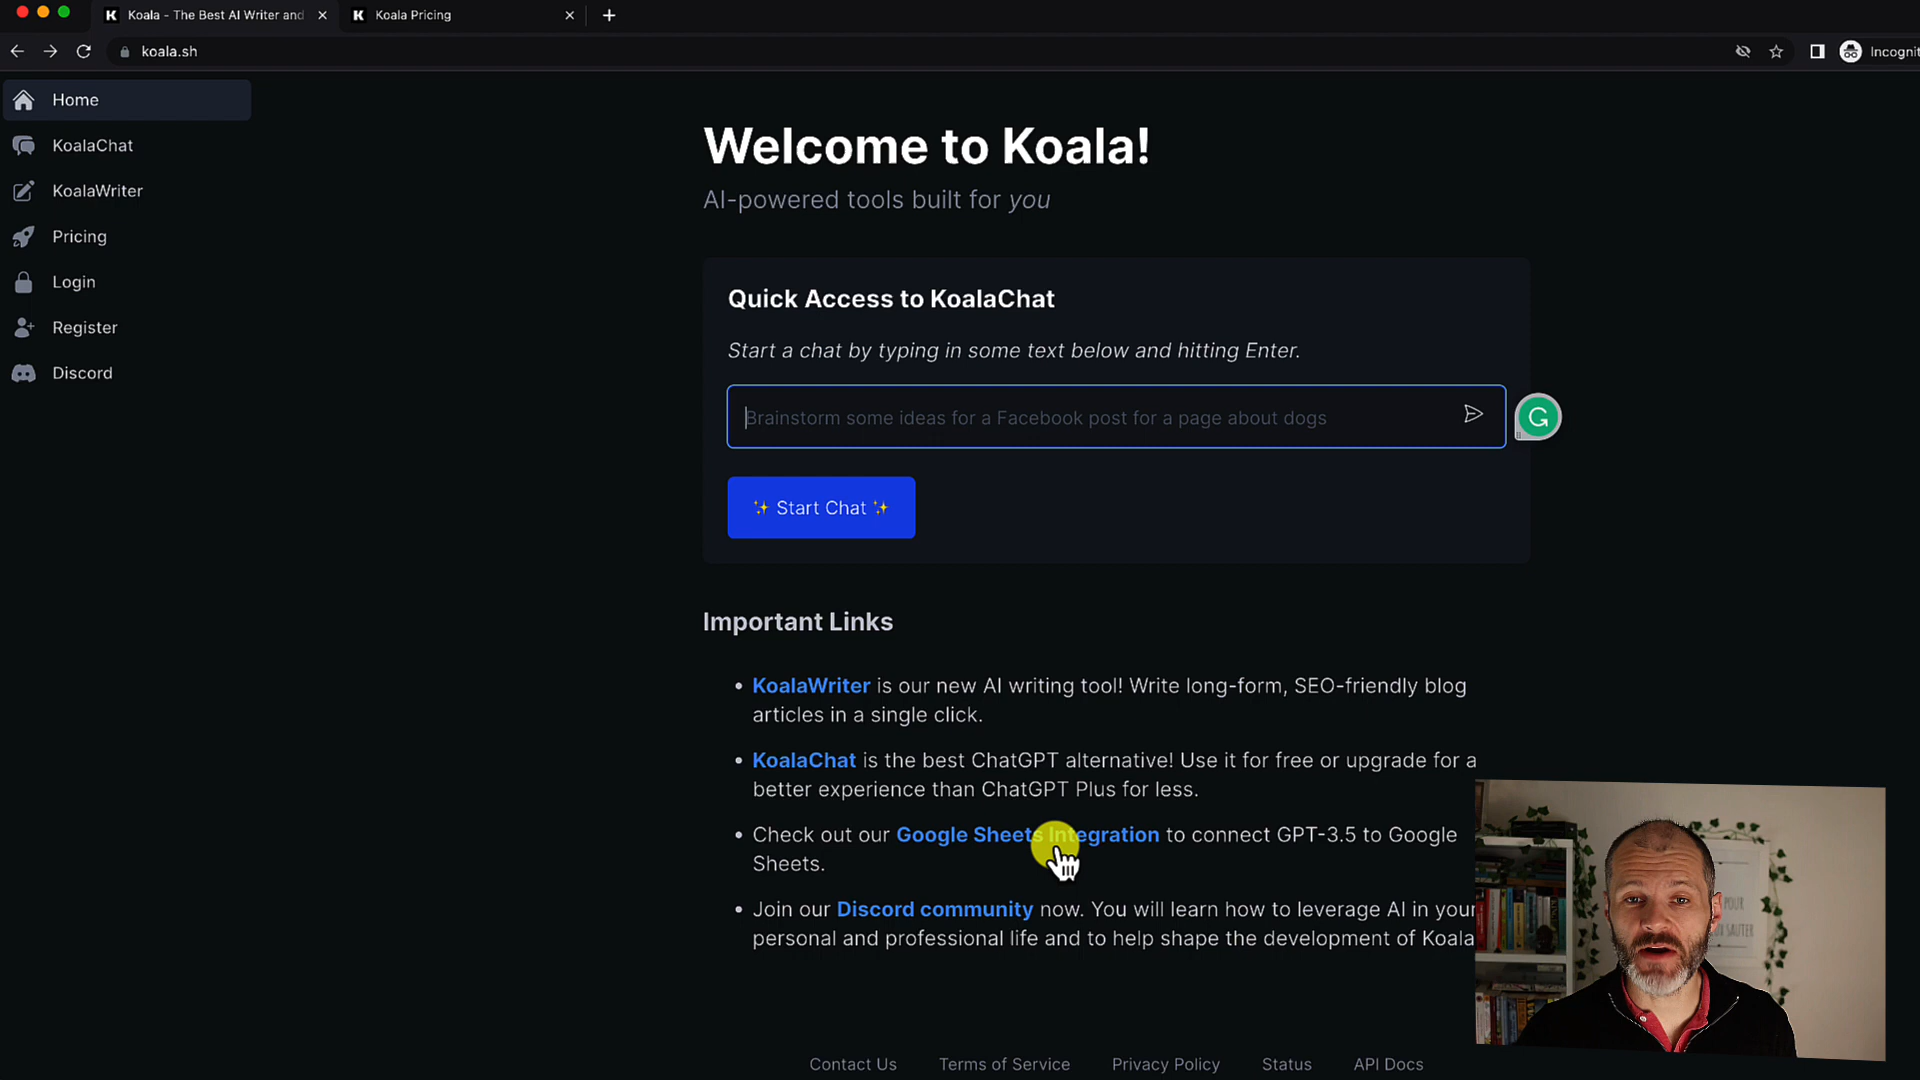 Koala - The Best AI Writer and
Koala Pricing
koala.sh
Incognit
Home
KoalaChat
KoalaWriter
Pricing
Login
Register
Discord
Welcome to Koala!
AI-powered tools built for you
Quick Access to KoalaChat
Start a chat by typing in some text below and hitting Enter.
Brainstorm some ideas for a Facebook post for a page about dogs
✨ Start Chat ✨
Important Links
• KoalaWriter is our new AI writing tool! Write long-form, SEO-friendly blog
articles in a single click.
• KoalaChat is the best ChatGPT alternative! Use it for free or upgrade for a
better experience than ChatGPT Plus for less.
• Check out our Google Sheets Integration to connect GPT-3.5 to Google
Sheets.
• Join our Discord community now. You will learn how to leverage AI in your
personal and professional life and to help shape the development of Koala
POUR
SAUTER
Contact Us Terms of Service Privacy Policy Status API Docs